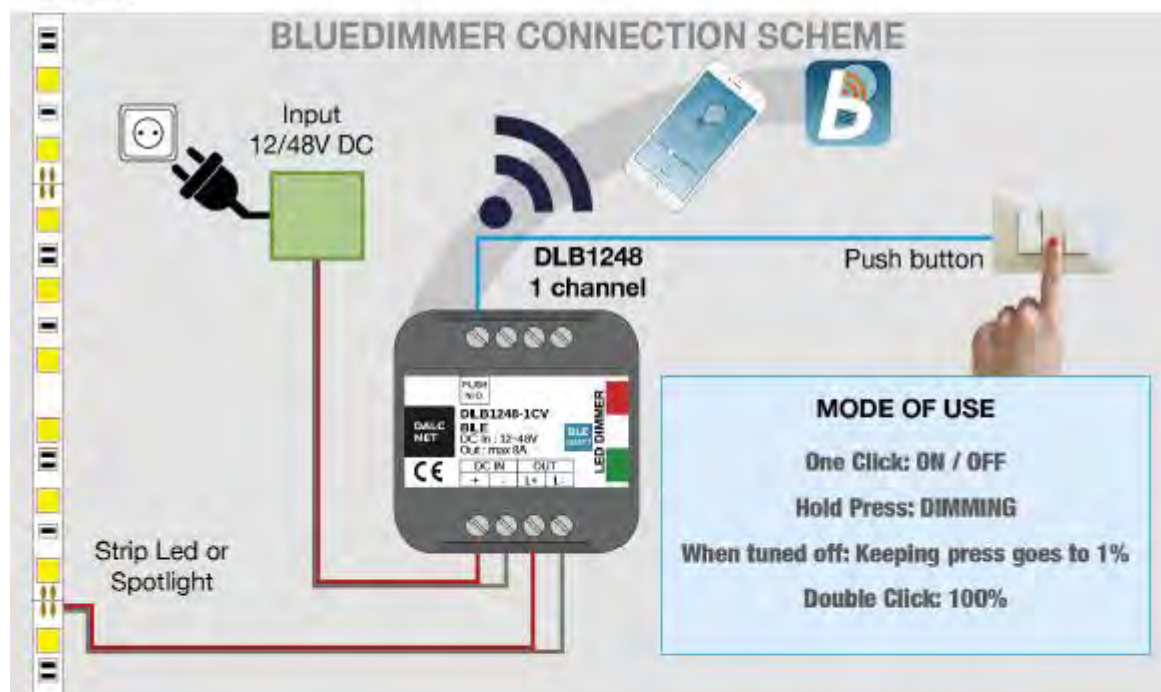 BLUEDIMMER CONNECTION SCHEME
Input
12/48V DC
B
DLB1248
1 channel
Push button
PUSH
N.O.
DALC
NET
DLB1248-1CV
BLE
DC In : 12~48V
Out : max 8A
BLE
LED DIMMER
CE
DC IN
OUT
+
-
L+
L-
MODE OF USE
One Click: ON / OFF
Hold Press: DIMMING
When tuned off: Keeping press goes to 1%
Double Click: 100%
Strip Led or
Spotlight